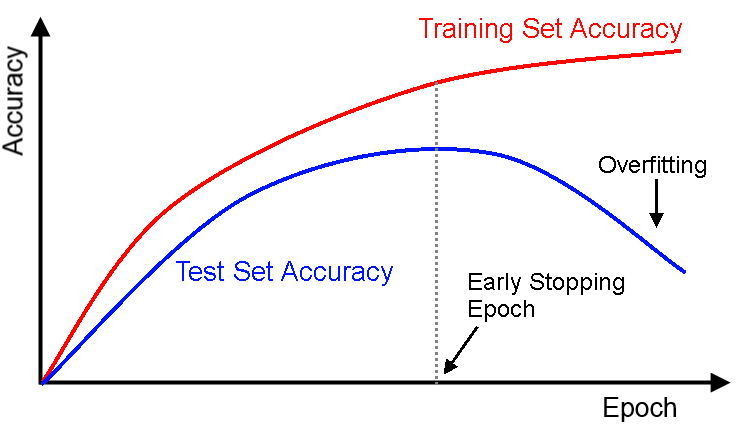 Training Set Accuracy
Accuracy
Overfitting
Test Set Accuracy
Early Stopping
Epoch
Epoch